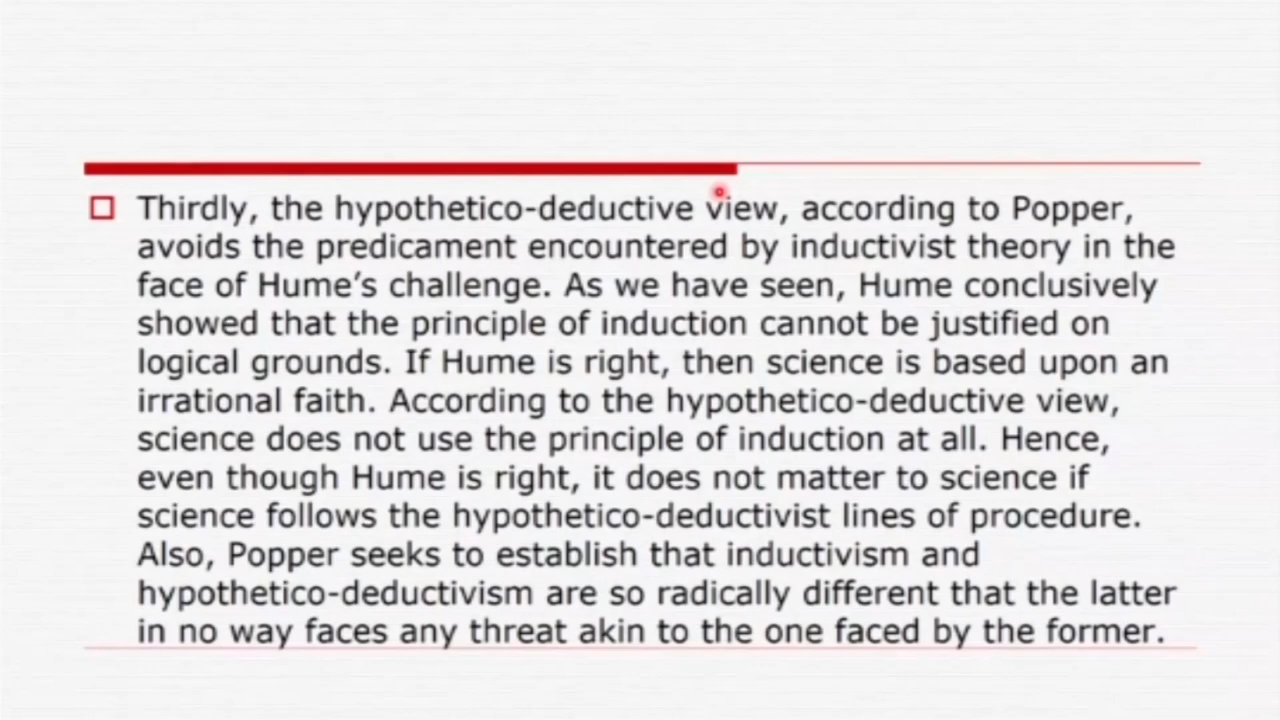 Thirdly, the hypothetico-deductive view, according to Popper,
avoids the predicament encountered by inductivist theory in the
face of Hume’s challenge. As we have seen, Hume conclusively
showed that the principle of induction cannot be justified on
logical grounds. If Hume is right, then science is based upon an
irrational faith. According to the hypothetico-deductive view,
science does not use the principle of induction at all. Hence,
even though Hume is right, it does not matter to science if
science follows the hypothetico-deductivist lines of procedure.
Also, Popper seeks to establish that inductivism and
hypothetico-deductivism are so radically different that the latter
in no way faces any threat akin to the one faced by the former.